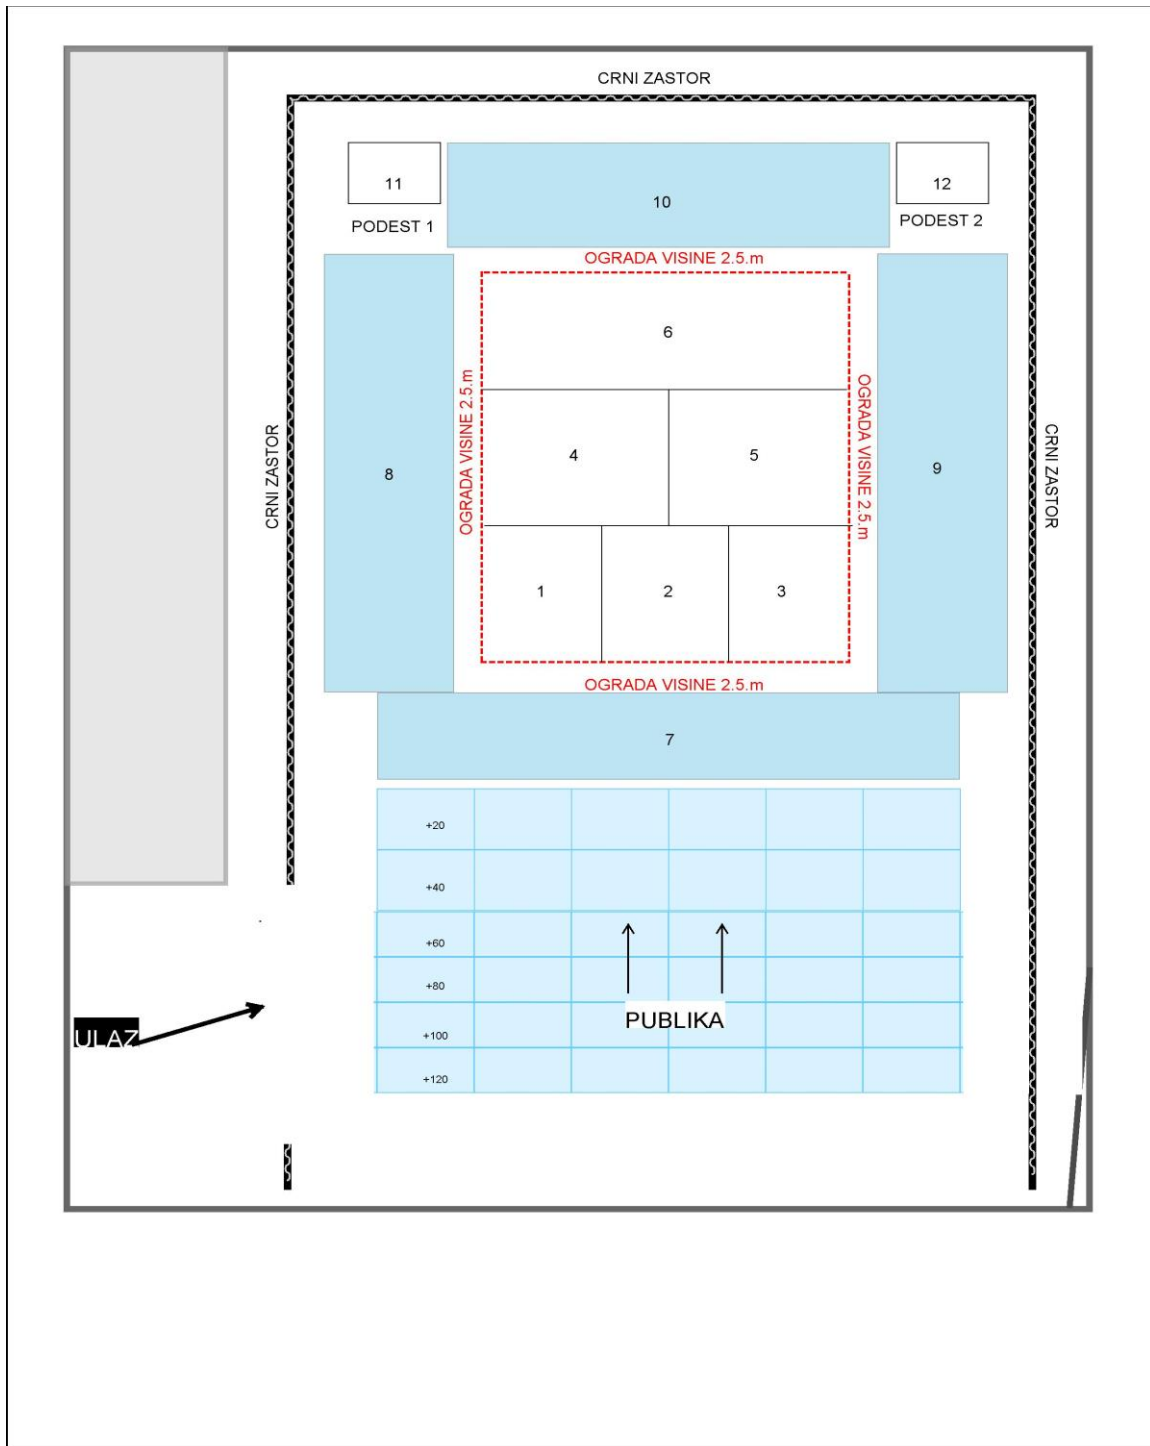 CRNI ZASTOR
11
10
12
PODEST 1
PODEST 2
OGRADA VISINE 2.5.m
6
OGRADA VISINE 2.5.m
OGRADA VISINE 2.5.m
CRNI ZASTOR
CRNI ZASTOR
8
4
5
9
1
2
3
OGRADA VISINE 2.5.m
7
+20
+40
+60
+80
PUBLIKA
ULAZ
+100
+120